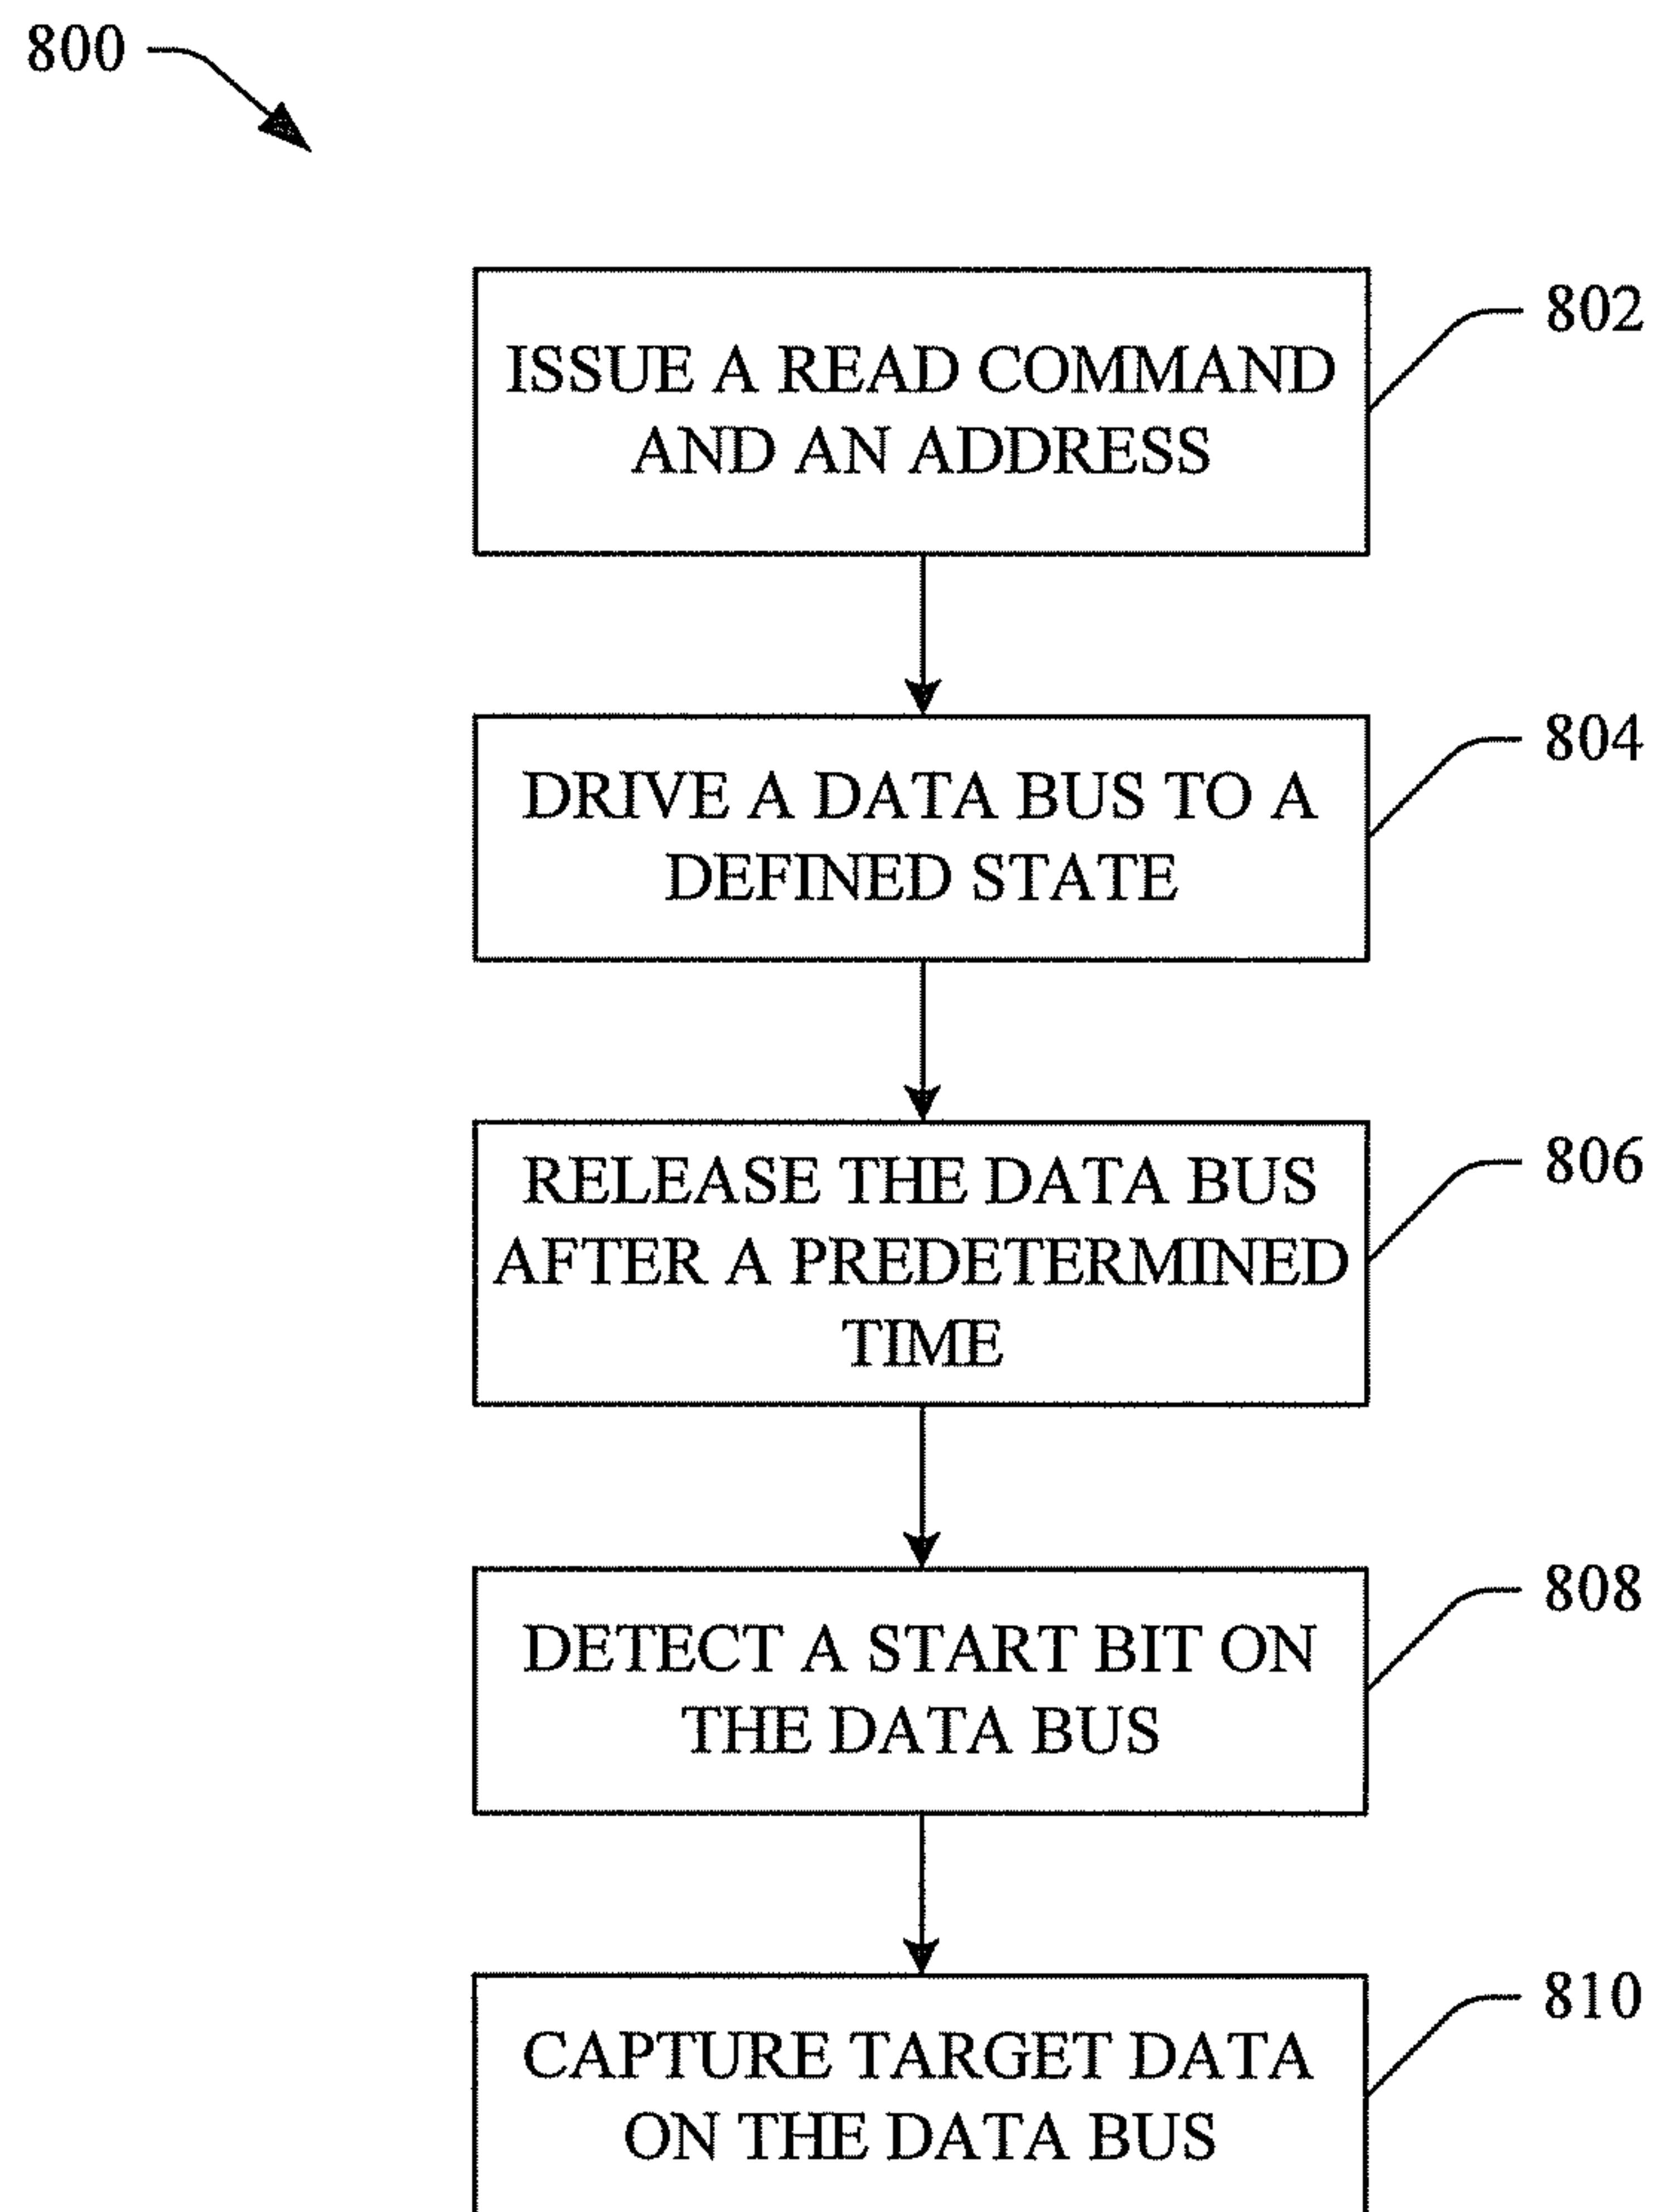 800
802
ISSUE A READ COMMAND
AND AN ADDRESS
804
DRIVE A DATA BUS TO A
DEFINED STATE
806
RELEASE THE DATA BUS
AFTER A PREDETERMINED
TIME
808
DETECT A START BIT ON
THE DATA BUS
810
CAPTURE TARGET DATA
ON THE DATA BUS